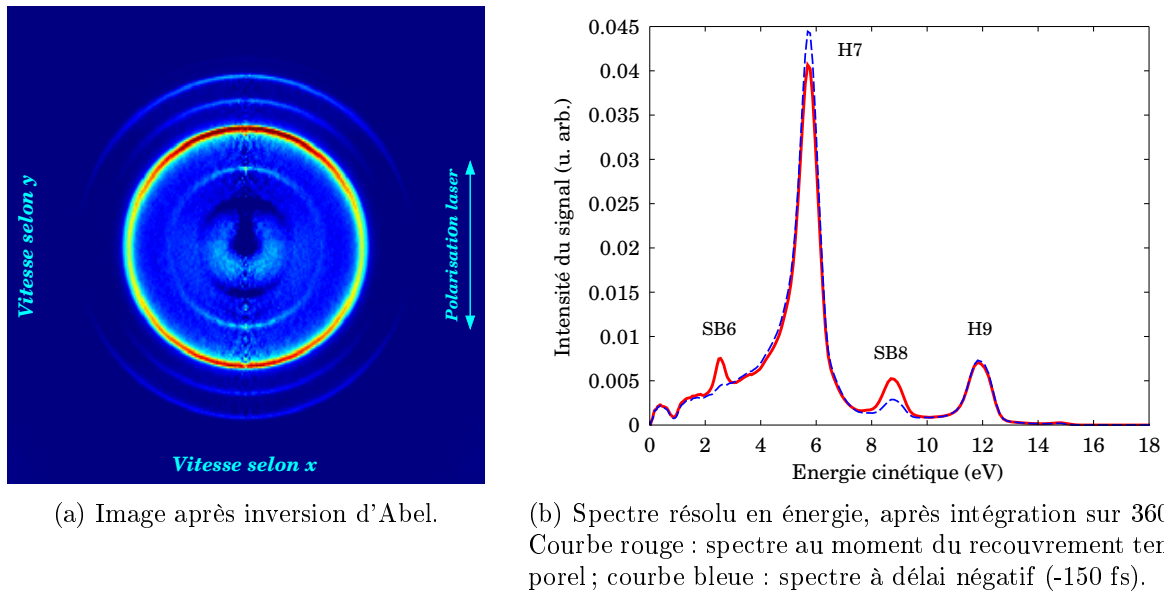 Vitesse selon y
Polarisation laser
Vitesse selon x
(a) Image après inversion d'Abel.
Intensité du signal (u. arb.)
0.045
0.04
0.035
0.03
0.025
0.02
0.015
0.01
0.005
0
H7
SB6
SB8
H9
0 2 4 6 8 10 12 14 16 18
Energie cinétique (eV)
(b) Spectre résolu en énergie, après intégration sur 360
Courbe rouge : spectre au moment du recouvrement tem
porel ; courbe bleue : spectre à délai négatif (-150 fs).